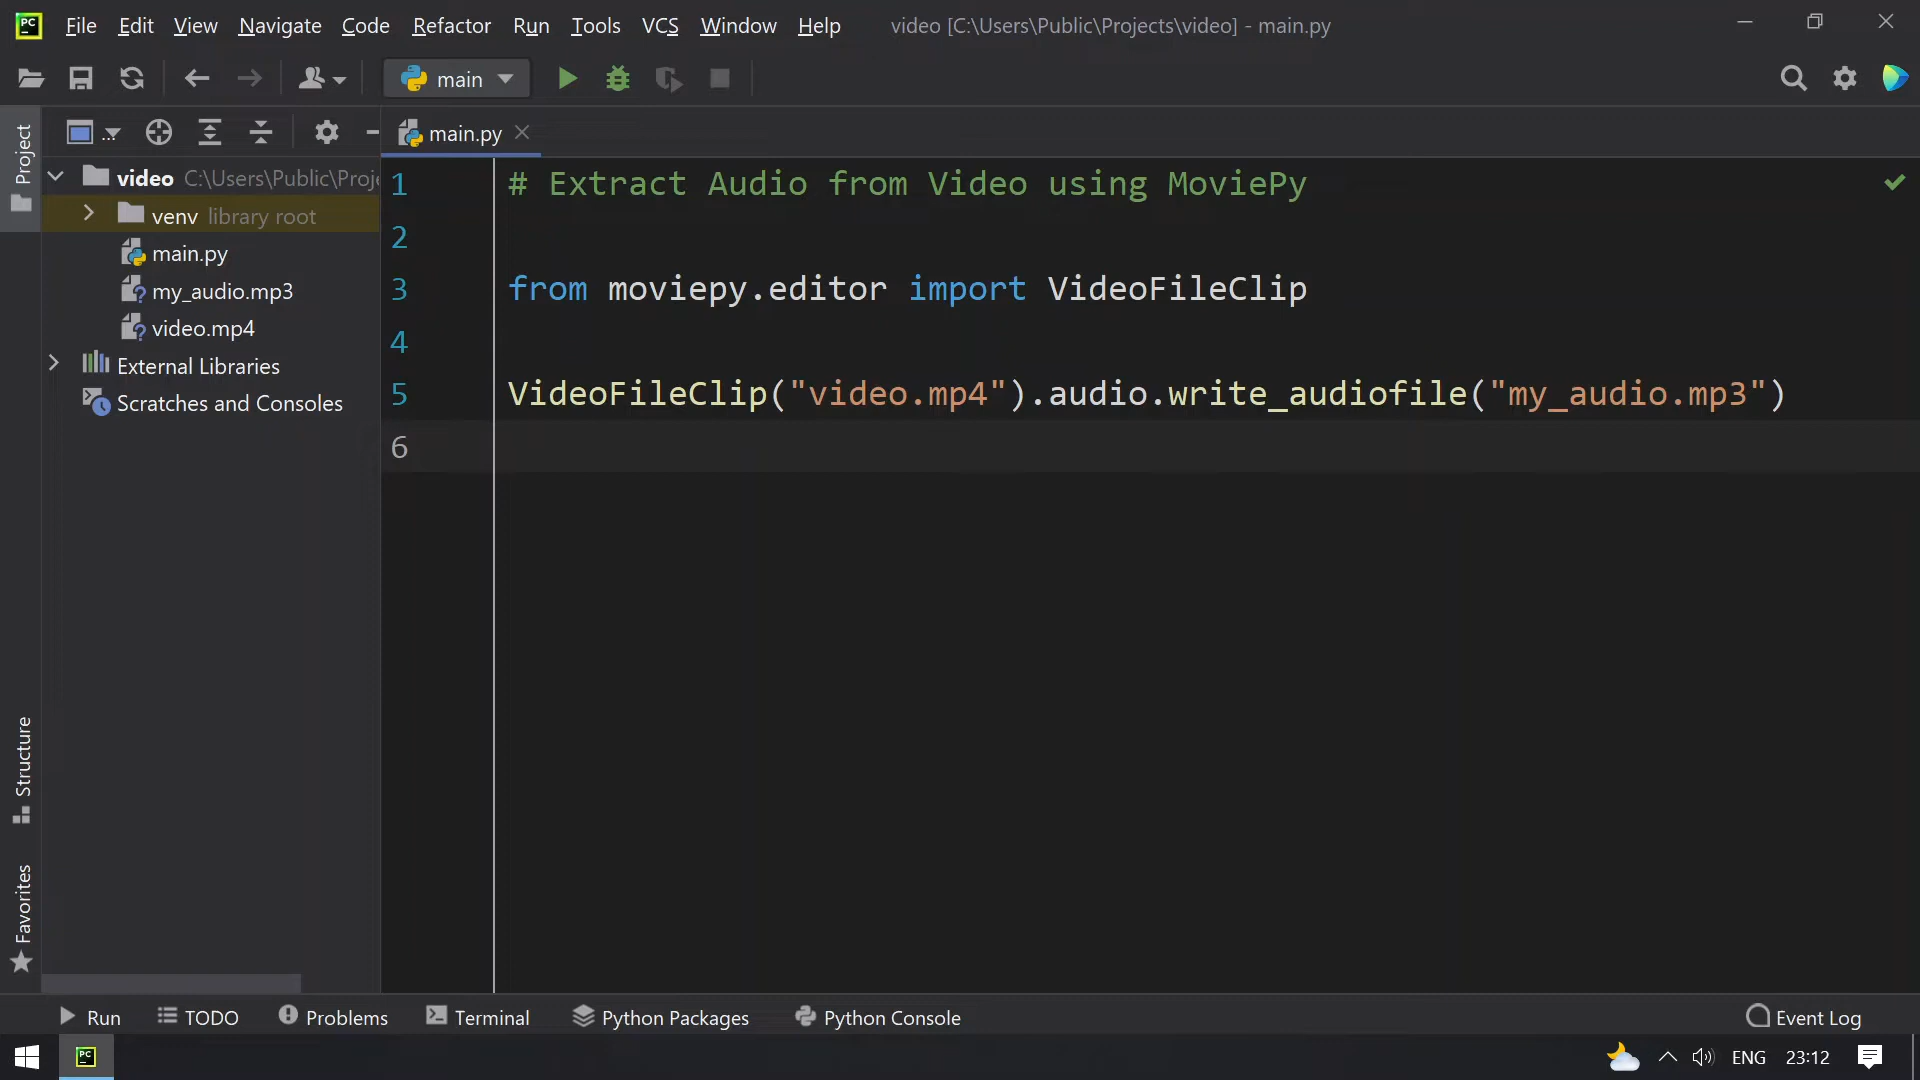 PC File Edit View Navigate Code Refactor Run Tools VCS Window Help video [C:\Users\Public\Projects\video] - main.py
main
Project
...
main.py
video C:\Users\Public\Proje
venv library root
main.py
my_audio.mp3
video.mp4
External Libraries
Scratches and Consoles
1 # Extract Audio from Video using MoviePy
2
3 from moviepy.editor import VideoFileClip
4
5 VideoFileClip("video.mp4").audio.write_audiofile("my_audio.mp3")
6
Structure
Favorites
Run TODO Problems Terminal Python Packages Python Console Event Log
PC ENG 23:12